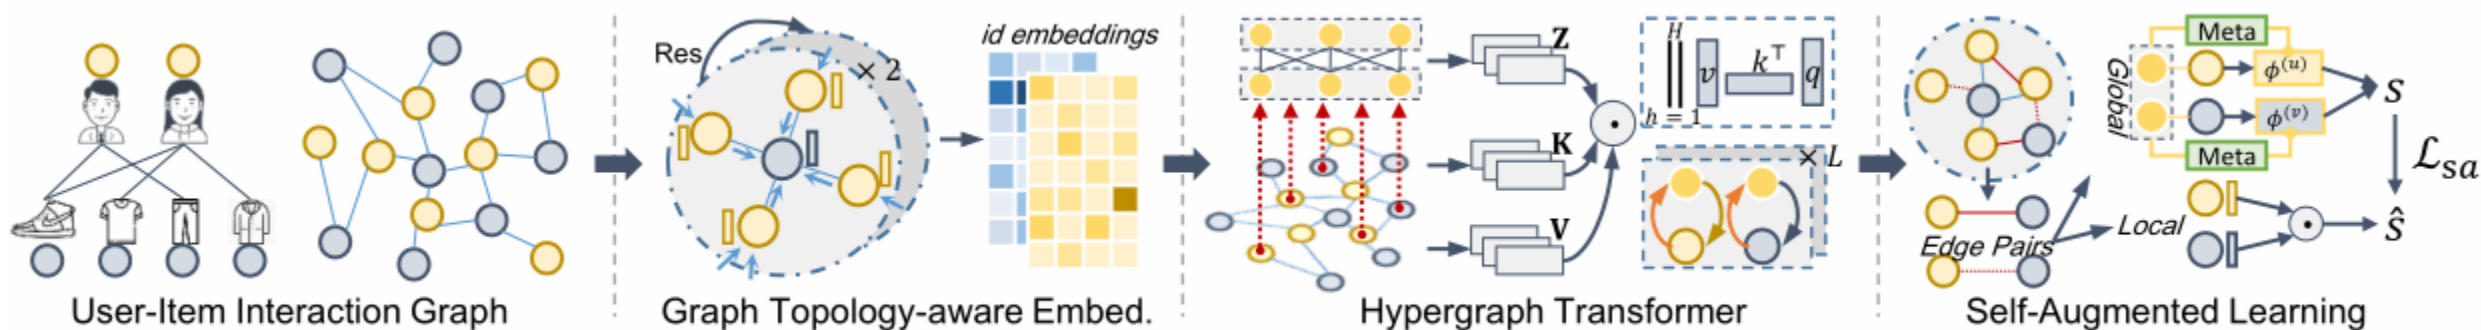 User-Item Interaction Graph
Res
× 2
id embeddings
Graph Topology-aware Embed.
Z
K
V
H
h = 1
v
k⊤
q
× L
Hypergraph Transformer
Global
Meta
ϕ(u)
ϕ(v)
Meta
s
ℒsa
ŝ
Edge Pairs
Local
Self-Augmented Learning